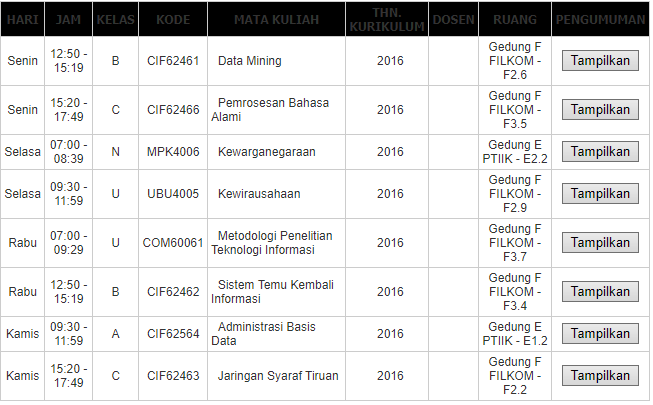 HARI JAM KELAS KODE MATA KULIAH THN. KURIKULUM DOSEN RUANG PENGUMUMAN
Senin 12:50 - 15:19 B CIF62461 Data Mining 2016 Gedung F FILKOM - F2.6 Tampilkan
Senin 15:20 - 17:49 C CIF62466 Pemrosesan Bahasa Alami 2016 Gedung F FILKOM - F3.5 Tampilkan
Selasa 07:00 - 08:39 N MPK4006 Kewarganegaraan 2016 Gedung E PTIIK - E2.2 Tampilkan
Selasa 09:30 - 11:59 U UBU4005 Kewirausahaan 2016 Gedung F FILKOM - F2.9 Tampilkan
Rabu 07:00 - 09:29 U COM60061 Metodologi Penelitian Teknologi Informasi 2016 Gedung F FILKOM - F3.7 Tampilkan
Rabu 12:50 - 15:19 B CIF62462 Sistem Temu Kembali Informasi 2016 Gedung F FILKOM - F3.4 Tampilkan
Kamis 09:30 - 11:59 A CIF62564 Administrasi Basis Data 2016 Gedung E PTIIK - E1.2 Tampilkan
Kamis 15:20 - 17:49 C CIF62463 Jaringan Syaraf Tiruan 2016 Gedung F FILKOM - F2.2 Tampilkan